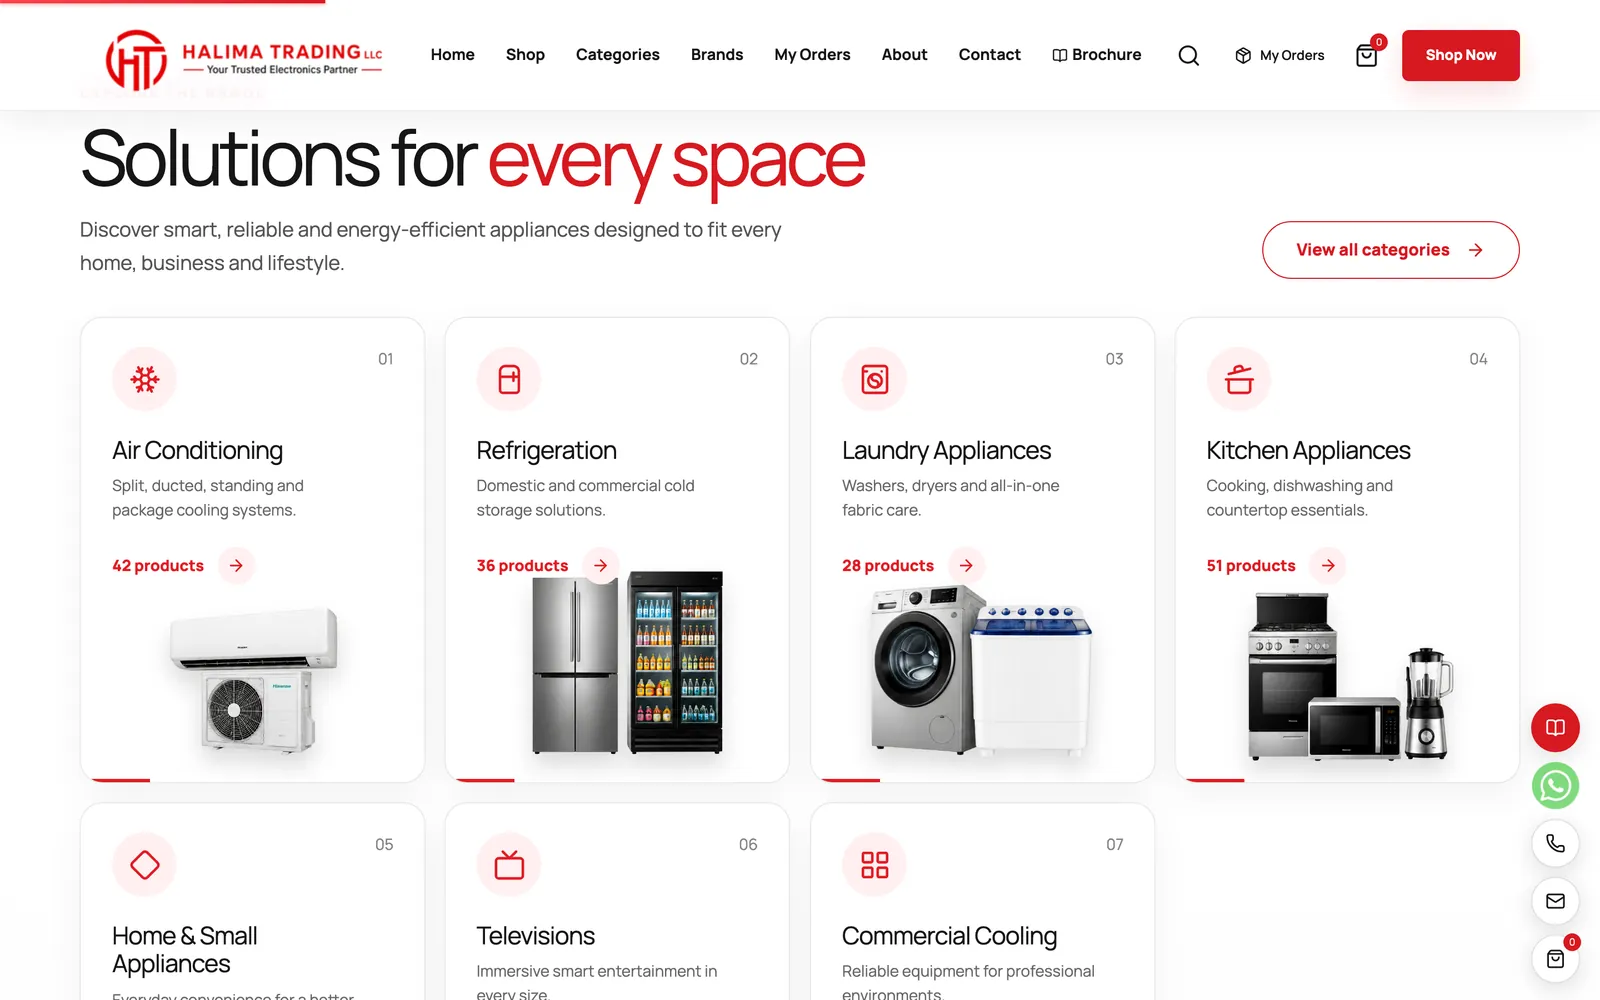 HALIMA TRADING LLC
Your Trusted Electronics Partner
Home
Shop
Categories
Brands
My Orders
About
Contact
Brochure
My Orders
0
Shop Now
Solutions for every space
Discover smart, reliable and energy-efficient appliances designed to fit every
home, business and lifestyle.
View all categories
01
Air Conditioning
Split, ducted, standing and
package cooling systems.
42 products
Hisense
02
Refrigeration
Domestic and commercial cold
storage solutions.
36 products
03
Laundry Appliances
Washers, dryers and all-in-one
fabric care.
28 products
04
Kitchen Appliances
Cooking, dishwashing and
countertop essentials.
51 products
05
Home & Small
Appliances
Everyday convenience for a better
06
Televisions
Immersive smart entertainment in
every size.
07
Commercial Cooling
Reliable equipment for professional
environments.
0